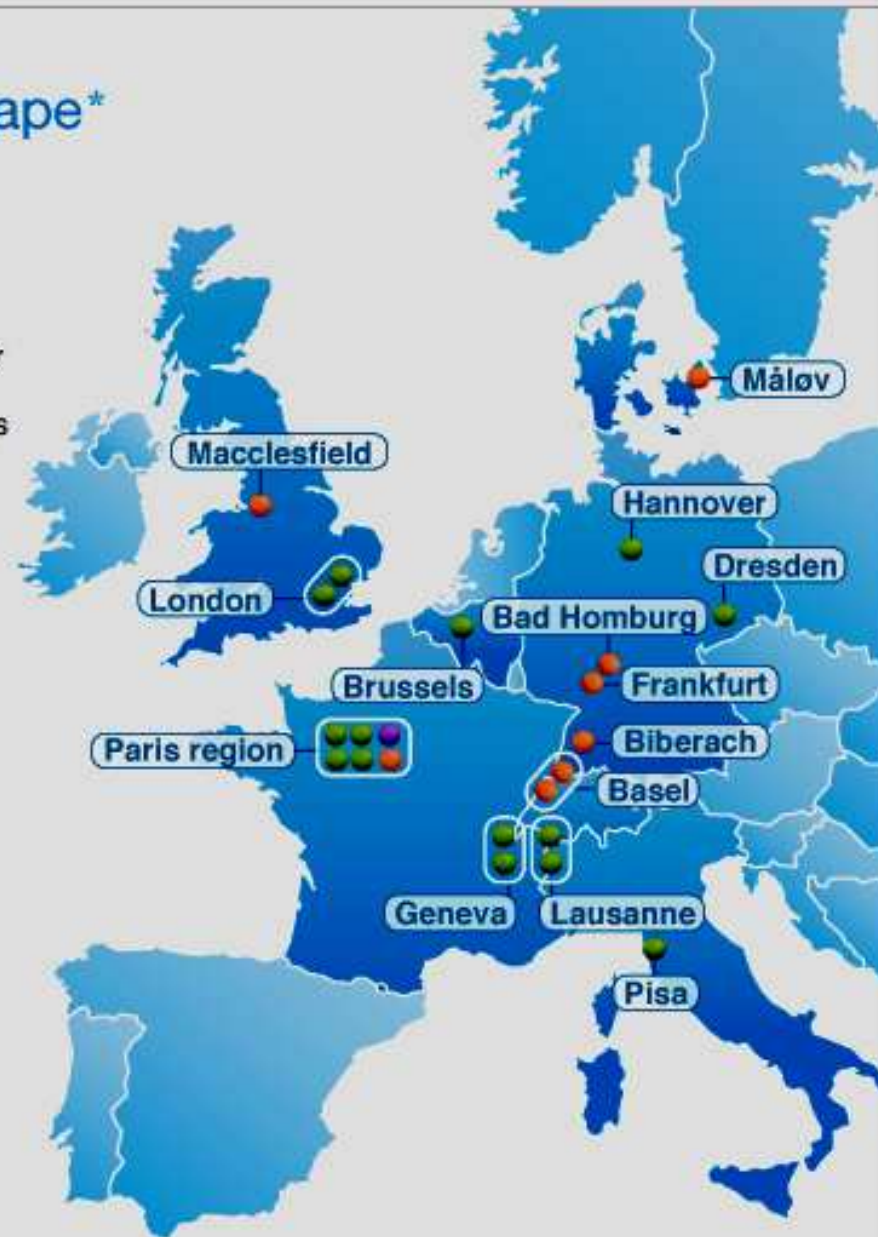 ape*
r
s
Måløv
Macclesfield
Hannover
Dresden
London
Bad Homburg
Brussels
Frankfurt
Paris region
Biberach
Basel
Geneva
Lausanne
Pisa